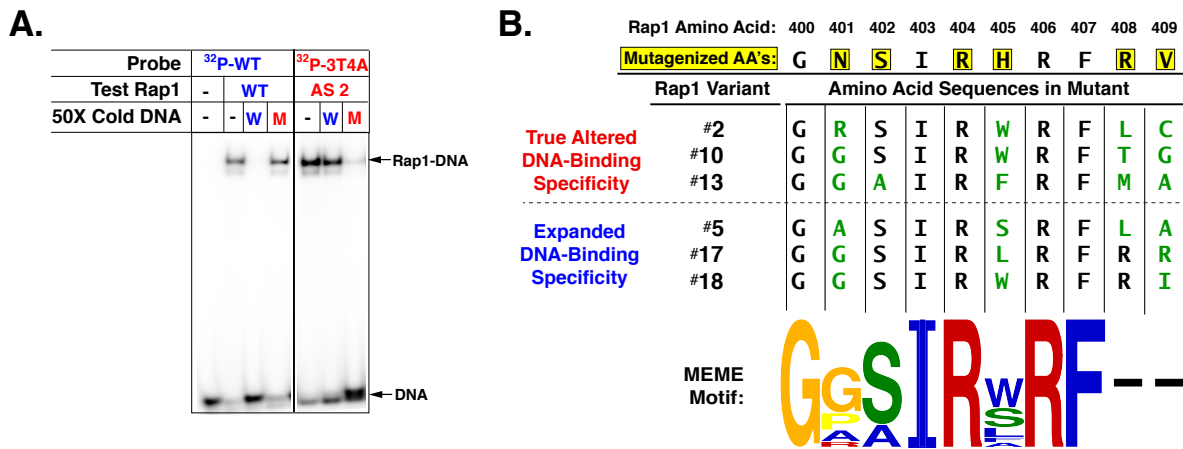 A.
Probe 32P-WT 32P-3T4A
Test Rap1 - WT AS 2
50X Cold DNA - - W M - W M
Rap1-DNA
DNA
B.
Rap1 Amino Acid: 400 401 402 403 404 405 406 407 408 409
Mutagenized AA's: G N S I R H R F R V
Rap1 Variant Amino Acid Sequences in Mutant
True Altered DNA-Binding Specificity
#2 G R S I R W R F L C
#10 G G S I R W R F T G
#13 G G A I R F R F M A
Expanded DNA-Binding Specificity
#5 G A S I R S R F L A
#17 G G S I R L R F R R
#18 G G S I R W R F R I
MEME Motif:
G G S I R W R F - -
P A S
A L
R A